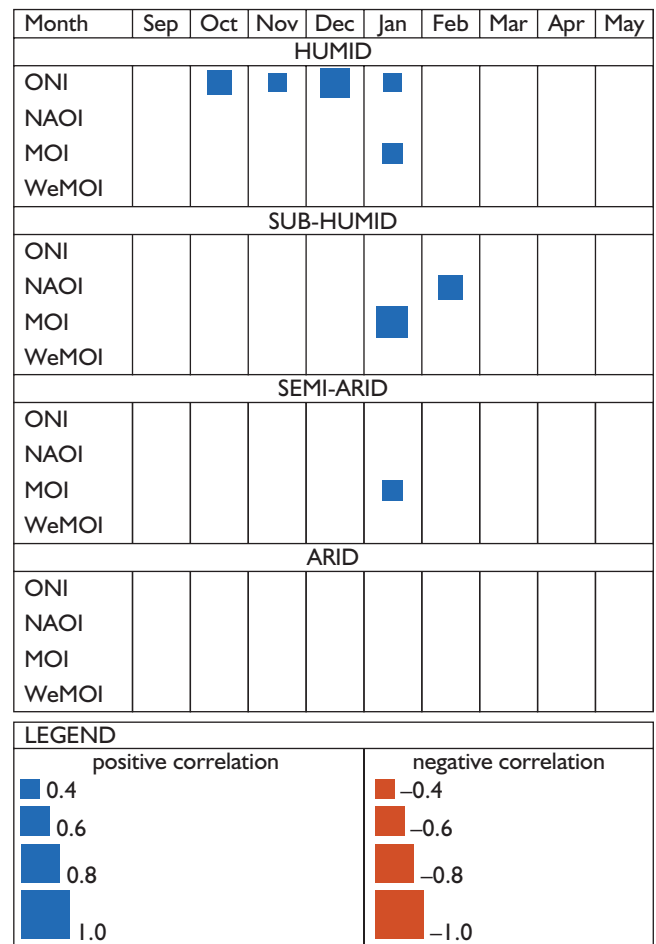 Month Sep Oct Nov Dec Jan Feb Mar Apr May
HUMID
ONI
NAOI
MOI
WeMOI
SUB-HUMID
ONI
NAOI
MOI
WeMOI
SEMI-ARID
ONI
NAOI
MOI
WeMOI
ARID
ONI
NAOI
MOI
WeMOI
LEGEND
positive correlation negative correlation
0.4 –0.4
0.6 –0.6
0.8 –0.8
1.0 –1.0